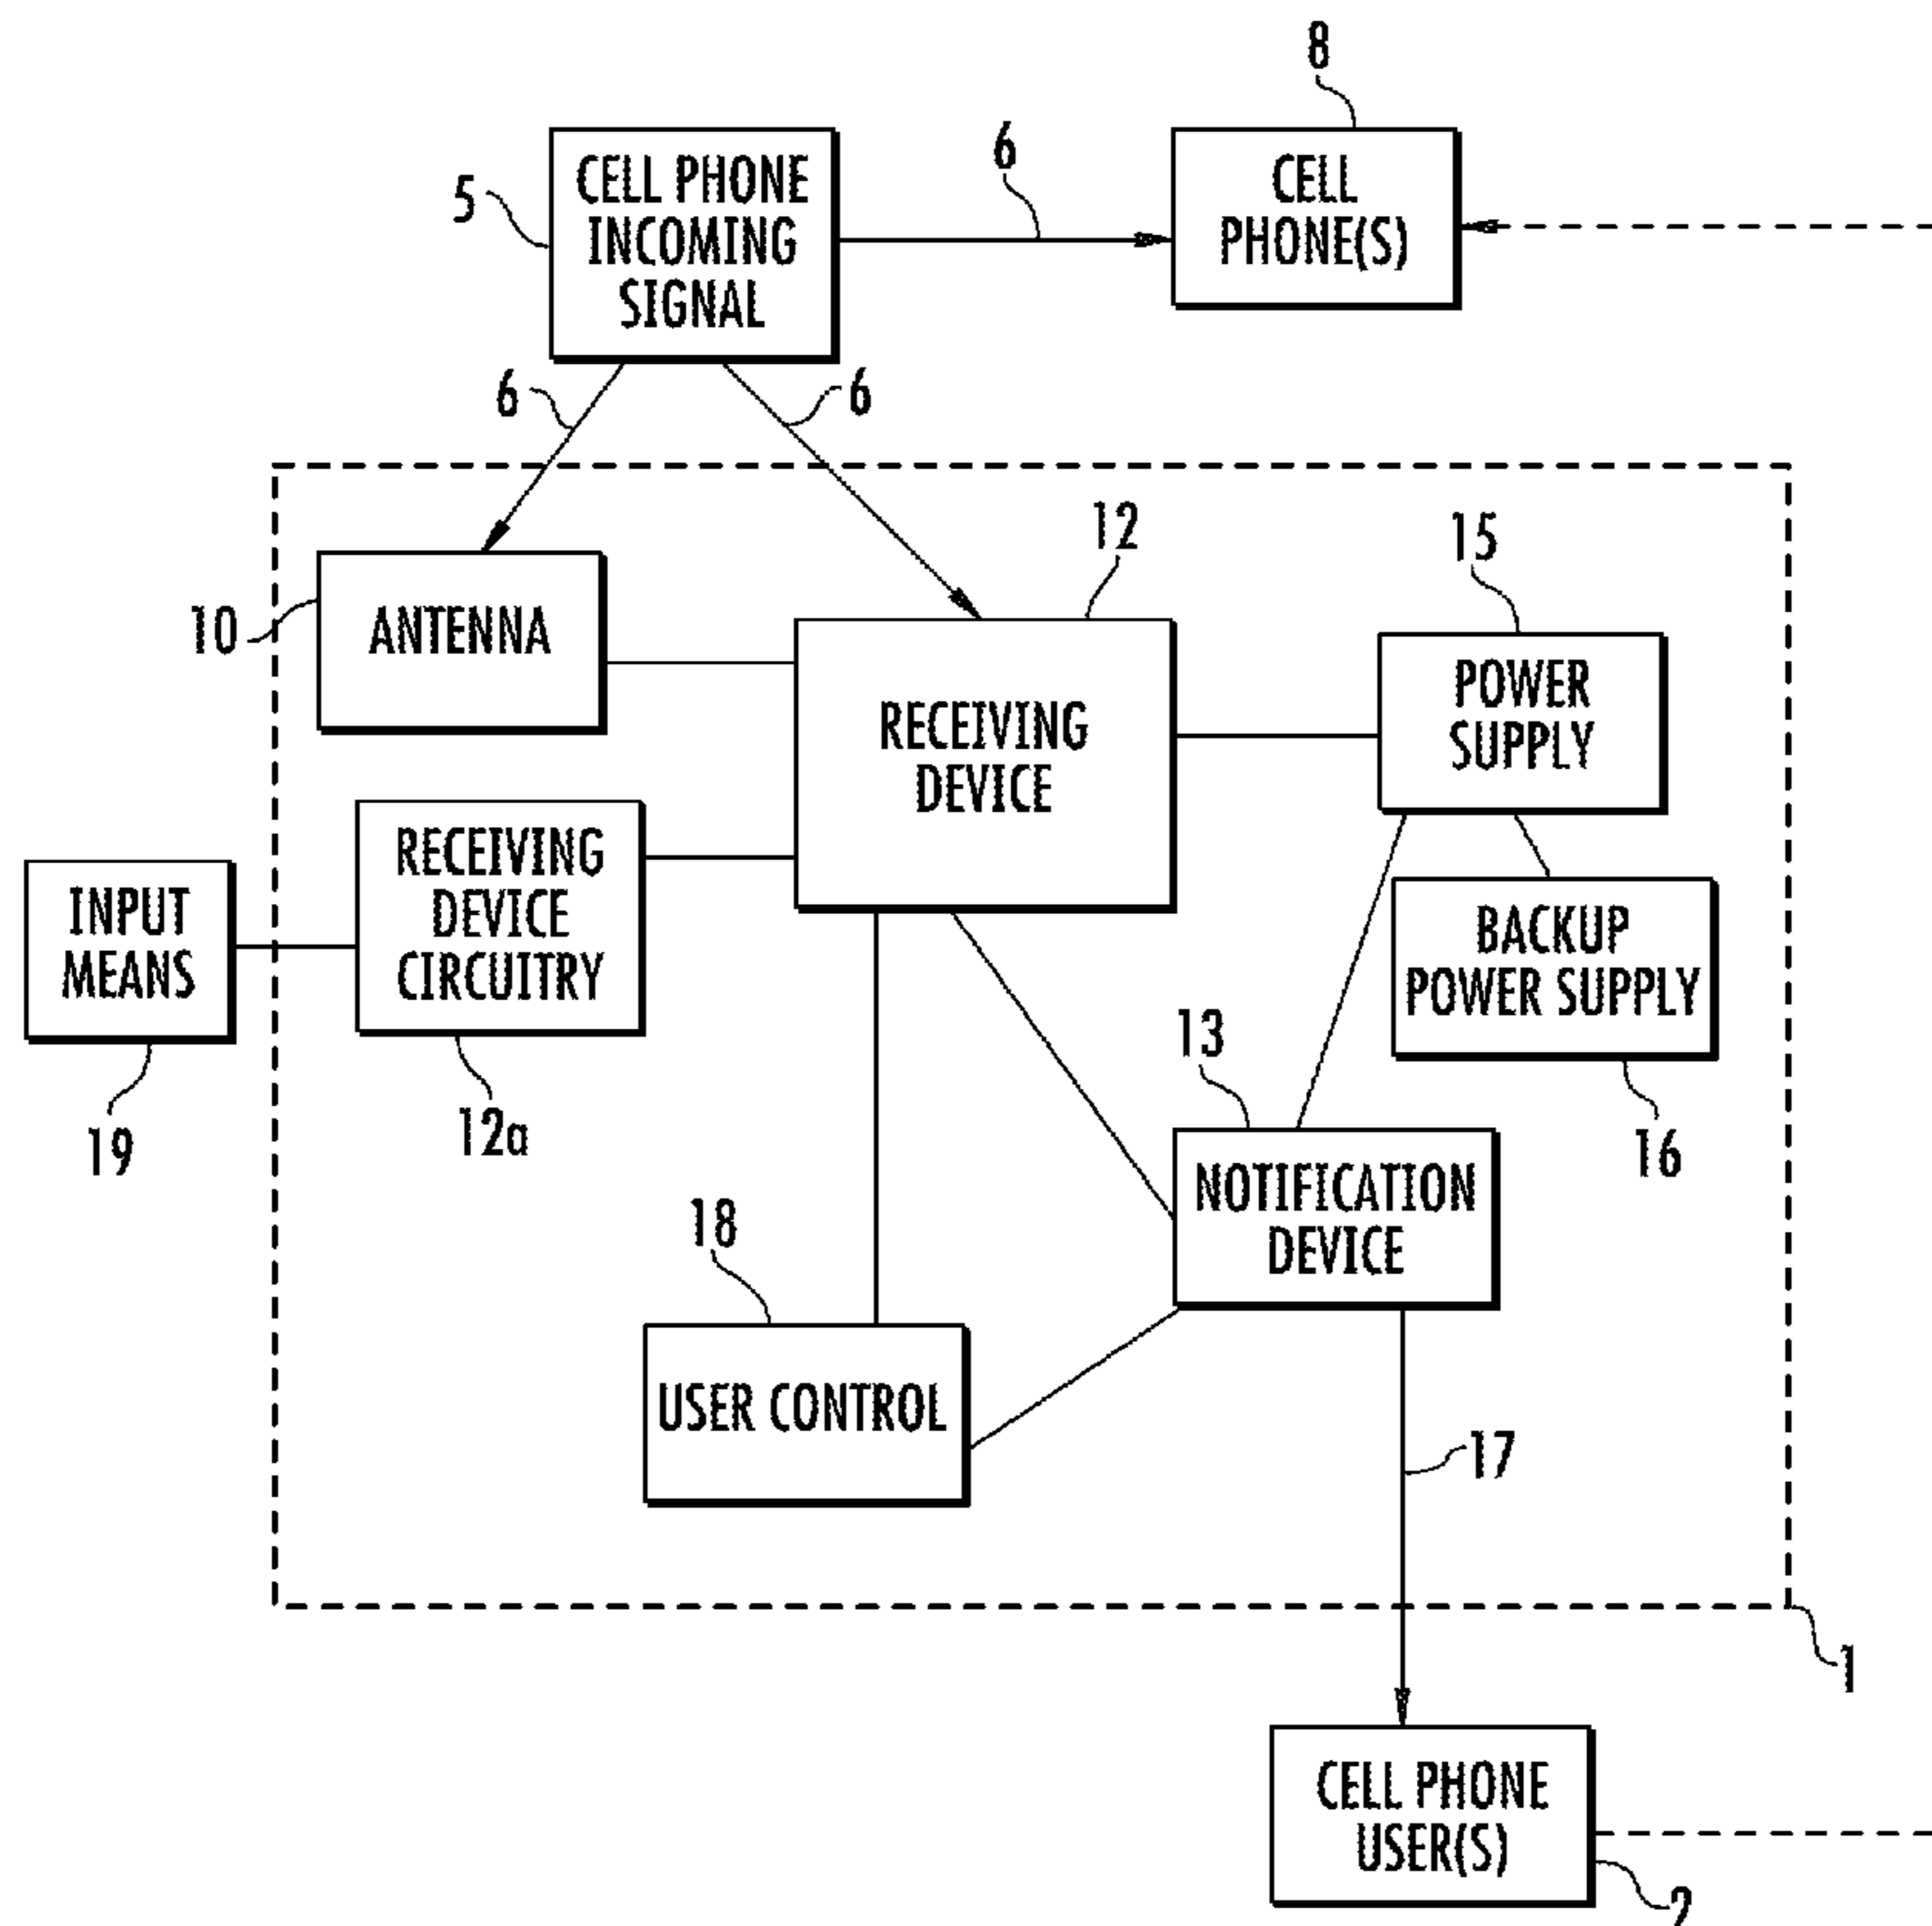 8
6
CELL PHONE
INCOMING
SIGNAL
5
CELL
PHONE(S)
6
6
12
15
10
ANTENNA
POWER
SUPPLY
RECEIVING
DEVICE
RECEIVING
DEVICE
CIRCUITRY
INPUT
MEANS
BACKUP
POWER SUPPLY
13
19
12a
16
NOTIFICATION
DEVICE
18
USER CONTROL
17
1
CELL PHONE
USER(S)
2